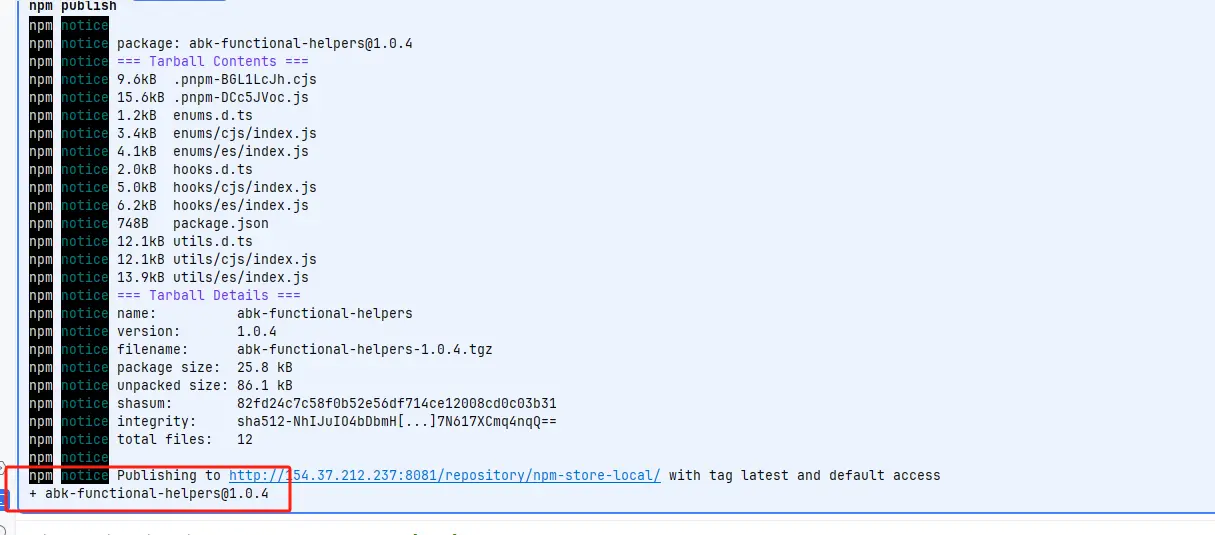 npm publish
npm notice
npm notice package: abk-functional-helpers@1.0.4
npm notice === Tarball Contents ===
npm notice 9.6kB  .pnpm-BGL1LcJh.cjs
npm notice 15.6kB .pnpm-DCc5JVoc.js
npm notice 1.2kB  enums.d.ts
npm notice 3.4kB  enums/cjs/index.js
npm notice 4.1kB  enums/es/index.js
npm notice 2.0kB  hooks.d.ts
npm notice 5.0kB  hooks/cjs/index.js
npm notice 6.2kB  hooks/es/index.js
npm notice 748B   package.json
npm notice 12.1kB utils.d.ts
npm notice 12.1kB utils/cjs/index.js
npm notice 13.9kB utils/es/index.js
npm notice === Tarball Details ===
npm notice name:          abk-functional-helpers
npm notice version:       1.0.4
npm notice filename:      abk-functional-helpers-1.0.4.tgz
npm notice package size:  25.8 kB
npm notice unpacked size: 86.1 kB
npm notice shasum:        82fd24c7c58f0b52e56df714ce12008cd0c03b31
npm notice integrity:     sha512-NhIJuIO4bDbmH[...]7N617XCmq4nqQ==
npm notice total files:   12
npm notice
npm notice Publishing to http://154.37.212.237:8081/repository/npm-store-local/ with tag latest and default access
+ abk-functional-helpers@1.0.4